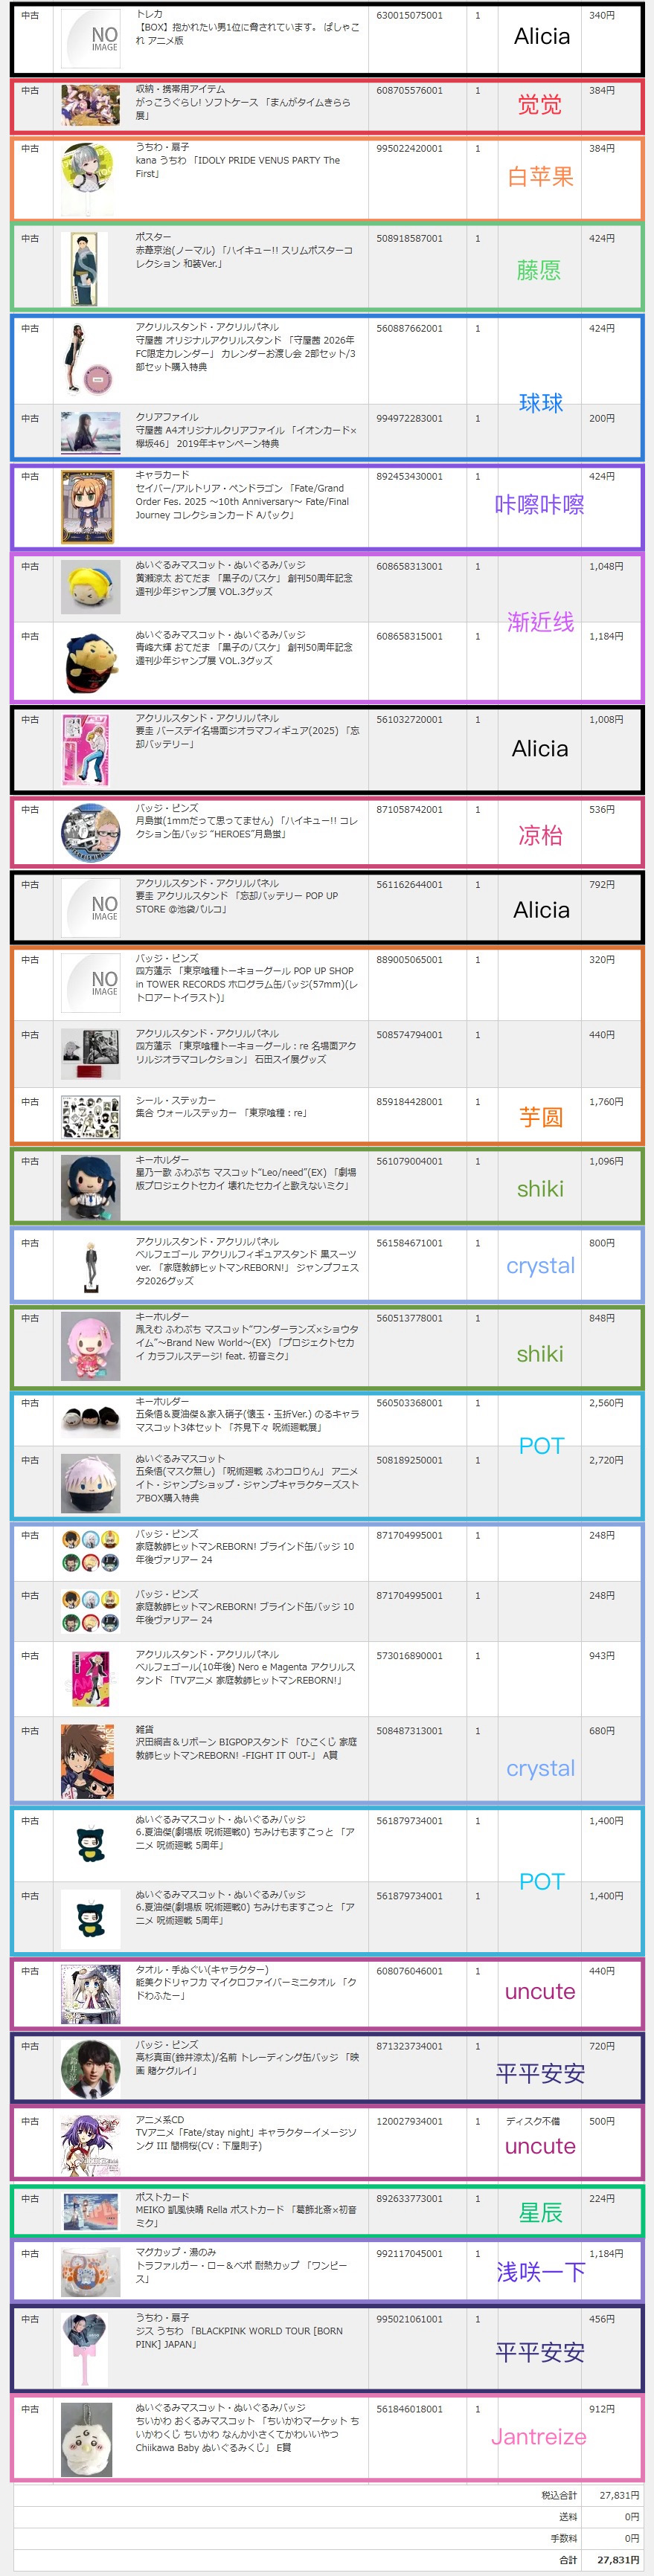 中古
トレカ
【BOX】抱かれたい男1位に脅されています。 ぱしゃこ
れ アニメ版
630015075001
1
340円
NO
IMAGE
Alicia
中古
収納・携帯用アイテム
がっこうぐらし! ソフトケース 「まんがタイムきらら
展」
608705576001
1
384円
觉觉
中古
うちわ・扇子
kana うちわ 「IDOLY PRIDE VENUS PARTY The
First」
995022420001
1
384円
白苹果
中古
ポスター
赤葦京治(ノーマル) 「ハイキュー!! スリムポスターコ
レクション 和装Ver.」
508918587001
1
424円
藤愿
中古
アクリルスタンド・アクリルパネル
守屋茜 オリジナルアクリルスタンド 「守屋茜 2026年
FC限定カレンダー」 カレンダーお渡し会 2部セット/3
部セット購入特典
560887662001
1
424円
球球
中古
クリアファイル
守屋茜 A4オリジナルクリアファイル 「イオンカード×
欅坂46」 2019年キャンペーン特典
994972283001
1
200円
中古
キャラカード
セイバー/アルトリア・ペンドラゴン 「Fate/Grand
Order Fes. 2025 ～10th Anniversary～ Fate/Final
Journey コレクションカード Aパック」
892453430001
1
424円
咔嚓咔嚓
中古
ぬいぐるみマスコット・ぬいぐるみバッジ
黄瀬涼太 おてだま 「黒子のバスケ」 創刊50周年記念
週刊少年ジャンプ展 VOL.3グッズ
608658313001
1
1,048円
渐近线
中古
ぬいぐるみマスコット・ぬいぐるみバッジ
青峰大輝 おてだま 「黒子のバスケ」 創刊50周年記念
週刊少年ジャンプ展 VOL.3グッズ
608658315001
1
1,184円
中古
アクリルスタンド・アクリルパネル
要圭 バースデイ名場面ジオラマフィギュア(2025) 「忘
却バッテリー」
561032720001
1
1,008円
Alicia
中古
バッジ・ピンズ
月島蛍(1mmだって思ってません) 「ハイキュー!! コレ
クション缶バッジ “HEROES”月島蛍」
871058742001
1
536円
凉枱
中古
アクリルスタンド・アクリルパネル
要圭 アクリルスタンド 「忘却バッテリー POP UP
STORE @池袋パルコ」
561162644001
1
792円
NO
IMAGE
Alicia
中古
バッジ・ピンズ
四方蓮示 「東京喰種トーキョーグール POP UP SHOP
in TOWER RECORDS ホログラム缶バッジ(57mm)(レ
トロアートイラスト)」
889005065001
1
320円
NO
IMAGE
中古
アクリルスタンド・アクリルパネル
四方蓮示 「東京喰種トーキョーグール：re 名場面アク
リルジオラマコレクション」 石田スイ展グッズ
508574794001
1
440円
中古
シール・ステッカー
集合 ウォールステッカー 「東京喰種：re」
859184428001
1
1,760円
芋圆
中古
キーホルダー
星乃一歌 ふわぷち マスコット“Leo/need”(EX) 「劇場
版プロジェクトセカイ 壊れたセカイと歌えないミク」
561079004001
1
1,096円
shiki
中古
アクリルスタンド・アクリルパネル
ベルフェゴール アクリルフィギュアスタンド 黒スーツ
ver. 「家庭教師ヒットマンREBORN!」 ジャンプフェス
タ2026グッズ
561584671001
1
800円
crystal
中古
キーホルダー
鳳えむ ふわぷち マスコット“ワンダーランズ×ショウタ
イム”～Brand New World～(EX) 「プロジェクトセカ
イ カラフルステージ! feat. 初音ミク」
560513778001
1
848円
shiki
中古
キーホルダー
五条悟＆夏油傑＆家入硝子(懐玉・玉折Ver.) のるキャラ
マスコット3体セット 「芥見下々 呪術廻戦展」
560503368001
1
2,560円
POT
中古
ぬいぐるみマスコット
五条悟(マスク無し) 「呪術廻戦 ふわコロりん」 アニメ
イト・ジャンプショップ・ジャンプキャラクターズスト
アBOX購入特典
508189250001
1
2,720円
中古
バッジ・ピンズ
家庭教師ヒットマンREBORN! ブラインド缶バッジ 10
年後ヴァリアー 24
871704995001
1
248円
中古
バッジ・ピンズ
家庭教師ヒットマンREBORN! ブラインド缶バッジ 10
年後ヴァリアー 24
871704995001
1
248円
中古
アクリルスタンド・アクリルパネル
ベルフェゴール(10年後) Nero e Magenta アクリルス
タンド 「TVアニメ 家庭教師ヒットマンREBORN!」
573016890001
1
943円
中古
雑貨
沢田綱吉＆リボーン BIGPOPスタンド 「ひこくじ 家庭
教師ヒットマンREBORN! -FIGHT IT OUT-」 A賞
508487313001
1
680円
crystal
中古
ぬいぐるみマスコット・ぬいぐるみバッジ
6.夏油傑(劇場版 呪術廻戦0) ちみけもますこっと 「ア
ニメ 呪術廻戦 5周年」
561879734001
1
1,400円
POT
中古
ぬいぐるみマスコット・ぬいぐるみバッジ
6.夏油傑(劇場版 呪術廻戦0) ちみけもますこっと 「ア
ニメ 呪術廻戦 5周年」
561879734001
1
1,400円
中古
タオル・手ぬぐい(キャラクター)
能美クドリャフカ マイクロファイバーミニタオル 「ク
ドわふたー」
608076046001
1
440円
uncute
中古
バッジ・ピンズ
高杉真宙(鈴井涼太)/名前 トレーディング缶バッジ 「映
画 賭ケグルイ」
871323734001
1
720円
平平安安
中古
アニメ系CD
TVアニメ「Fate/stay night」キャラクターイメージソ
ング III 間桐桜(CV：下屋則子)
120027934001
1
ディスク不備
500円
uncute
中古
ポストカード
MEIKO 凱風快晴 Rella ポストカード 「葛飾北斎×初音
ミク」
892633773001
1
224円
星辰
中古
マグカップ・湯のみ
トラファルガー・ロー＆ベポ 耐熱カップ 「ワンピー
ス」
992117045001
1
1,184円
浅咲一下
中古
うちわ・扇子
ジス うちわ 「BLACKPINK WORLD TOUR [BORN
PINK] JAPAN」
995021061001
1
456円
平平安安
中古
ぬいぐるみマスコット・ぬいぐるみバッジ
ちいかわ おくるみマスコット 「ちいかわマーケット ち
いかわくじ ちいかわ なんか小さくてかわいいやつ
Chiikawa Baby ぬいぐるみくじ」 E賞
561846018001
1
912円
Jantreize
税込合計
27,831円
送料
0円
手数料
0円
合計
27,831円